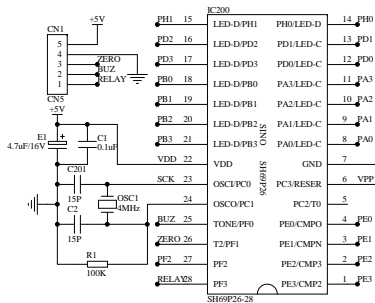 IC200
CN1
+5V
5
4
3 ZERO
2 BUZ
1 RELAY
CN5
+5V
E1
4.7uF/16V
+
C1
0.1uF
C201
15P
OSC1
4MHz
C2
15P
R1
100K
PH1 15 LED-D/PH1 PH0/LED-D 14 PH0
PD2 16 LED-D/PD2 PD1/LED-C 13 PD1
PD3 17 LED-D/PD3 PD0/LED-C 12 PD0
PB0 18 LED-D/PB0 PA3/LED-C 11 PA3
PB1 19 LED-D/PB1 PA2/LED-C 10 PA2
PB2 20 LED-D/PB2 PA1/LED-C 9 PA1
PB3 21 LED-D/PB3 PA0/LED-C 8 PA0
VDD 22 VDD GND 7
SCK 23 OSCI/PC0 PC3/RESER 6 VPP
24 OSCO/PC1 PC2/T0 5
BUZ 25 TONE/PF0 PE0/CMPO 4 PE0
ZERO 26 T2/PF1 PE1/CMPN 3 PE1
PF2 27 PF2 PE2/CMP3 2 PE2
RELAY 28 PF3 PE3/CMP2 1 PE3
SINO SH69P26
SH69P26-28